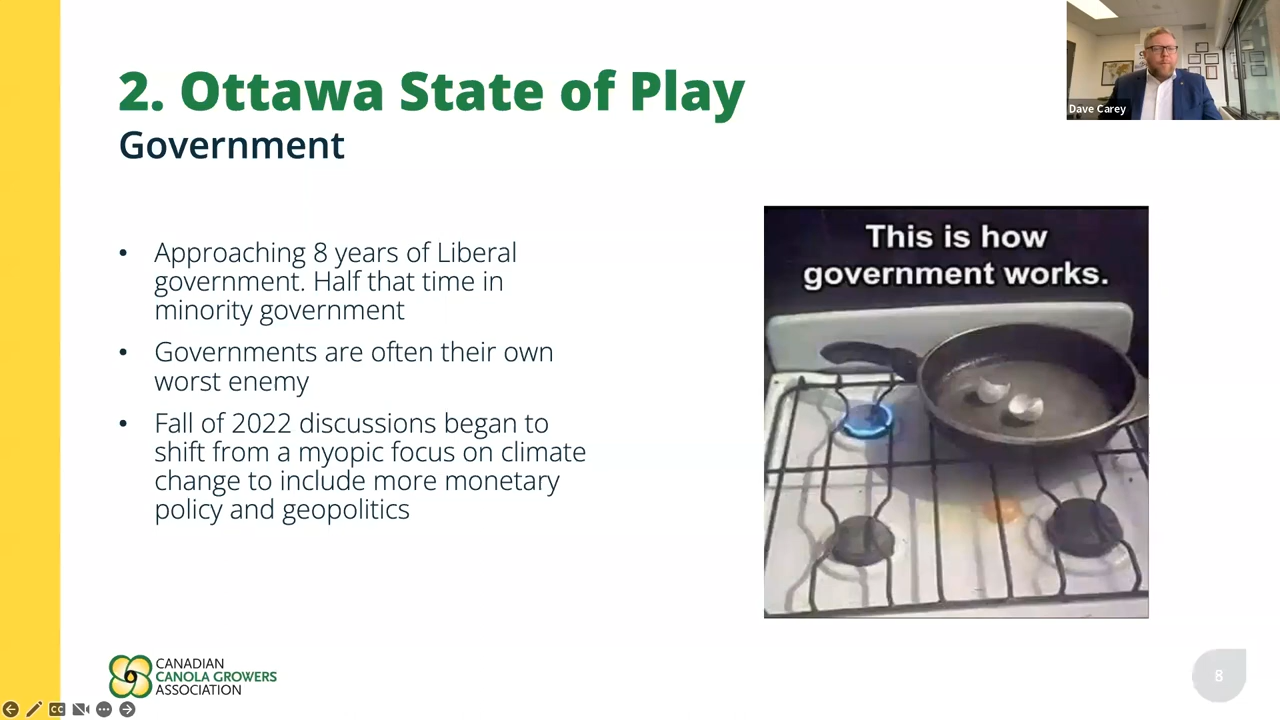 2. Ottawa State of Play
Government
Dave Carey
• Approaching 8 years of Liberal
government. Half that time in
minority government
• Governments are often their own
worst enemy
• Fall of 2022 discussions began to
shift from a myopic focus on climate
change to include more monetary
policy and geopolitics
This is how
government works.
CANADIAN
CANOLA GROWERS
ASSOCIATION
CC
8